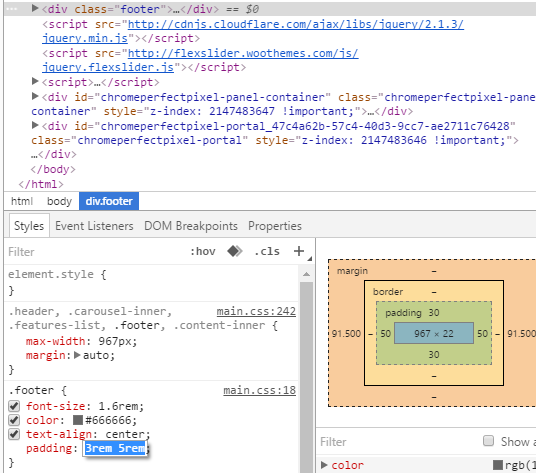 <div class="footer">…</div> == $0
<script src="http://cdnjs.cloudflare.com/ajax/libs/jquery/2.1.3/
jquery.min.js"></script>
<script src="http://flexslider.woothemes.com/js/
jquery.flexslider.js"></script>
<script>…</script>
<div id="chromeperfectpixel-panel-container" class="chromeperfectpixel-pane
container" style="z-index: 2147483647 !important;">…</div>
<div id="chromeperfectpixel-portal_47c4a62b-57c4-40d3-9cc7-ae2711c76428"
class="chromeperfectpixel-portal" style="z-index: 2147483646 !important;">
…</div>
</body>
</html>
html body div.footer
Styles Event Listeners DOM Breakpoints Properties
Filter :hov .cls +
element.style {
}
.header, .carousel-inner, main.css:242
.features-list, .footer, .content-inner {
max-width: 967px;
margin: auto;
}
.footer { main.css:18
font-size: 1.6rem;
color: #666666;
text-align: center;
padding: 3rem 5rem;
}
margin –
border –
padding 30
91.500 – 50 967 × 22 50 – 91.500
30
–
–
Filter Show a
color rgb(1